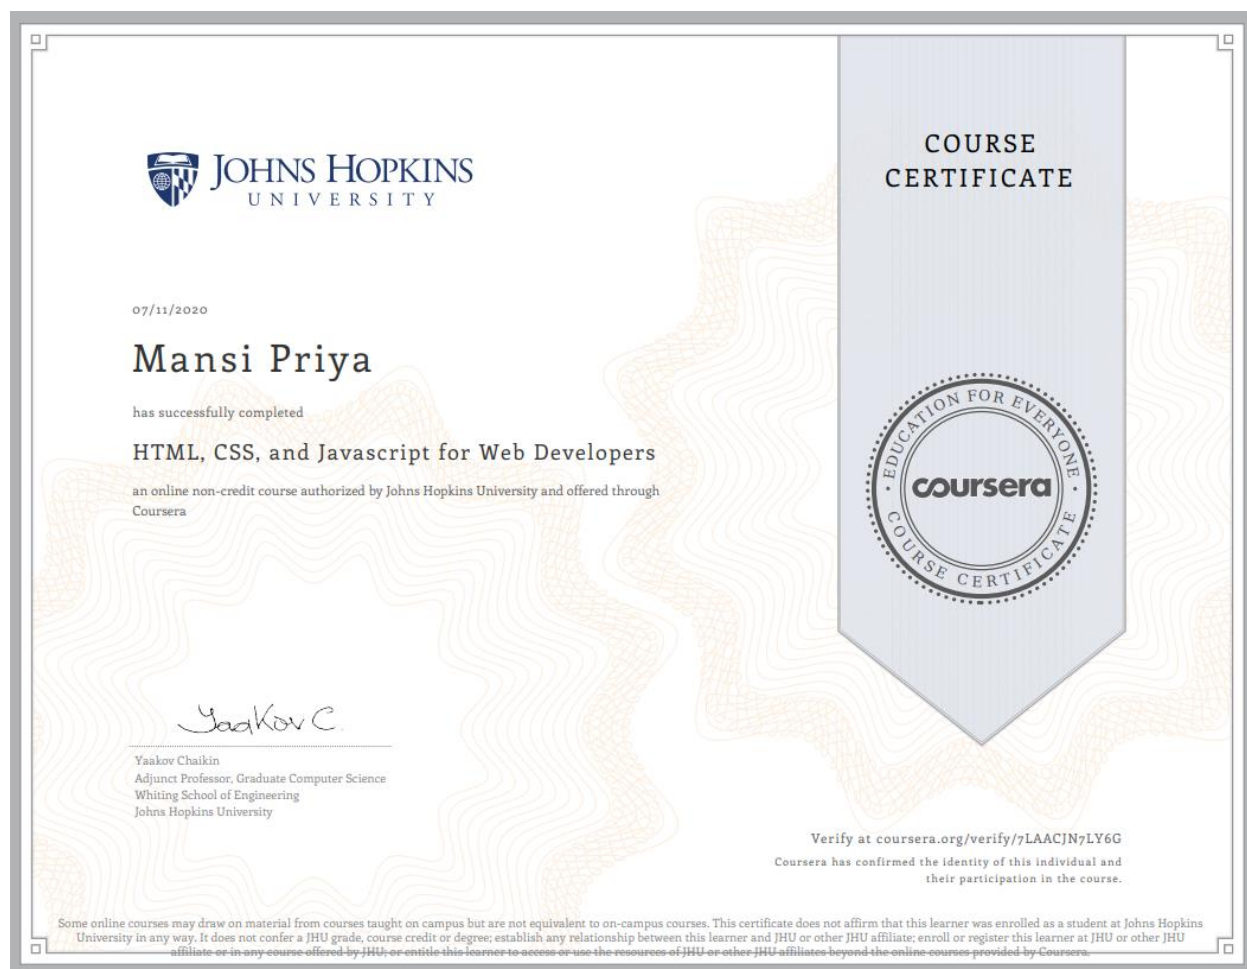 JOHNS HOPKINS
UNIVERSITY
COURSE
CERTIFICATE
07/11/2020
Mansi Priya
has successfully completed
HTML, CSS, and Javascript for Web Developers
an online non-credit course authorized by Johns Hopkins University and offered through
Coursera
EDUCATION FOR EVERYONE
coursera
COURSE CERTIFICATE
Yaakov C.
Yaakov Chaikin
Adjunct Professor, Graduate Computer Science
Whiting School of Engineering
Johns Hopkins University
Verify at coursera.org/verify/7LAACJN7LY6G
Coursera has confirmed the identity of this individual and
their participation in the course.
Some online courses may draw on material from courses taught on campus but are not equivalent to on-campus courses. This certificate does not affirm that this learner was enrolled as a student at Johns Hopkins
University in any way. It does not confer a JHU grade, course credit or degree; establish any relationship between this learner and JHU or other JHU affiliate; enroll or register this learner at JHU or other JHU
affiliate or in any course offered by JHU; or entitle this learner to access or use the resources of JHU or other JHU affiliates beyond the online courses provided by Coursera.